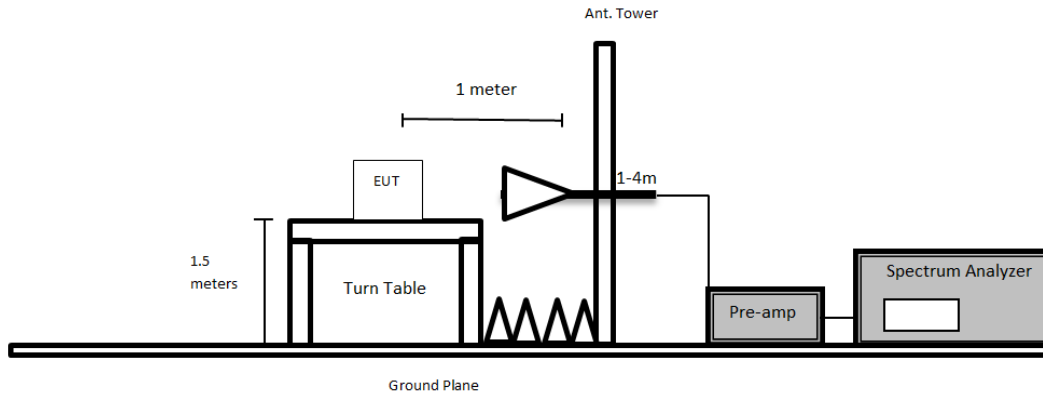 Ant. Tower
1 meter
EUT
1-4m
1.5
meters
Turn Table
Spectrum Analyzer
Pre-amp
Ground Plane